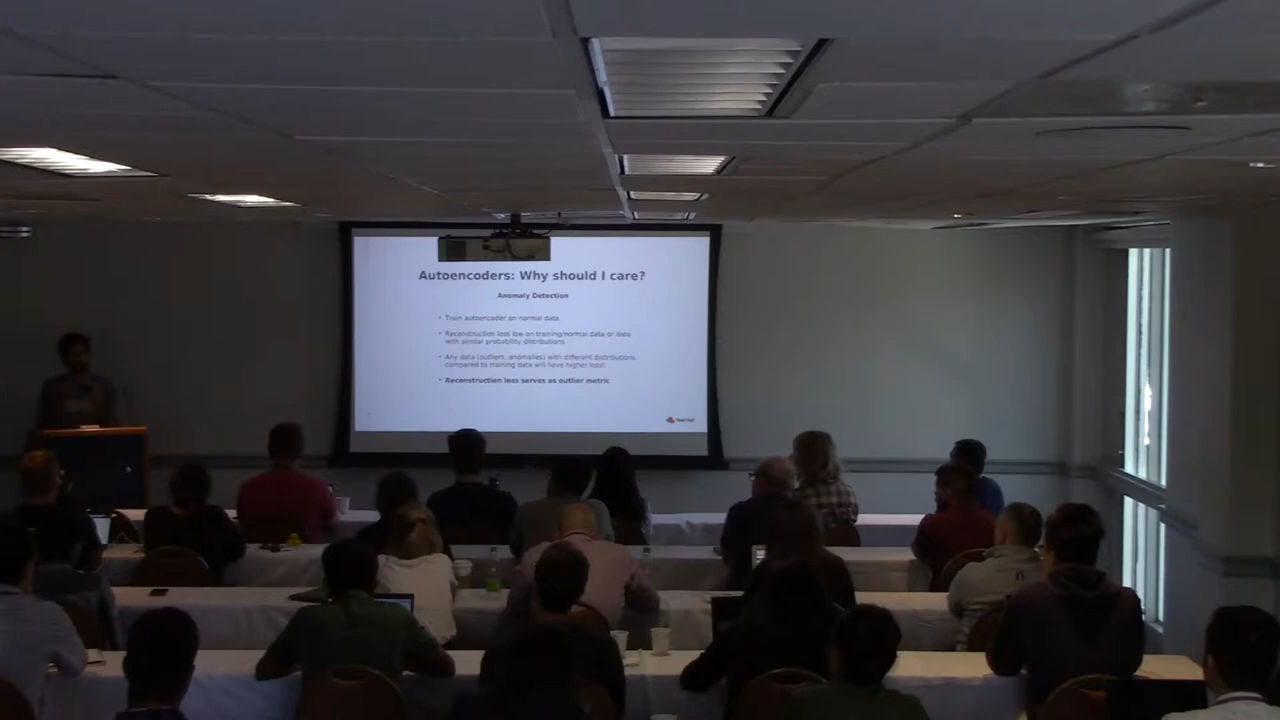 Autoencoders: Why should I care?
Anomaly Detection
• Train autoencoder on normal data.
• Reconstruction loss low on training/normal data or data
with similar probability distributions
• Any data (outliers, anomalies) with different distributions
compared to training data will have higher loss!
• Reconstruction loss serves as outlier metric
Red Hat